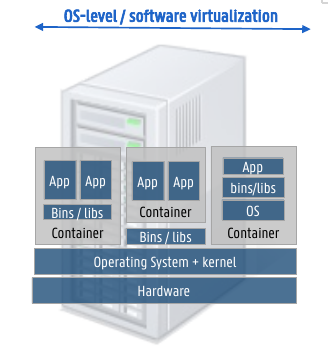 OS-level / software virtualization
App App
Bins / libs
Container
App App
Container
Bins / libs
App
bins/libs
OS
Container
Operating System + kernel
Hardware